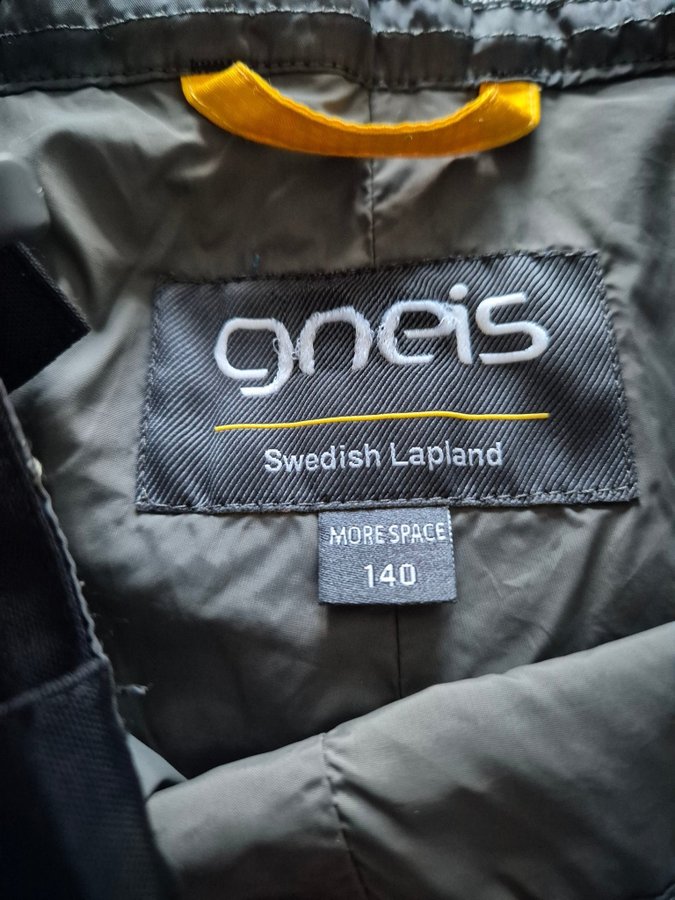 gneis
Swedish Lapland
MORE SPACE
140